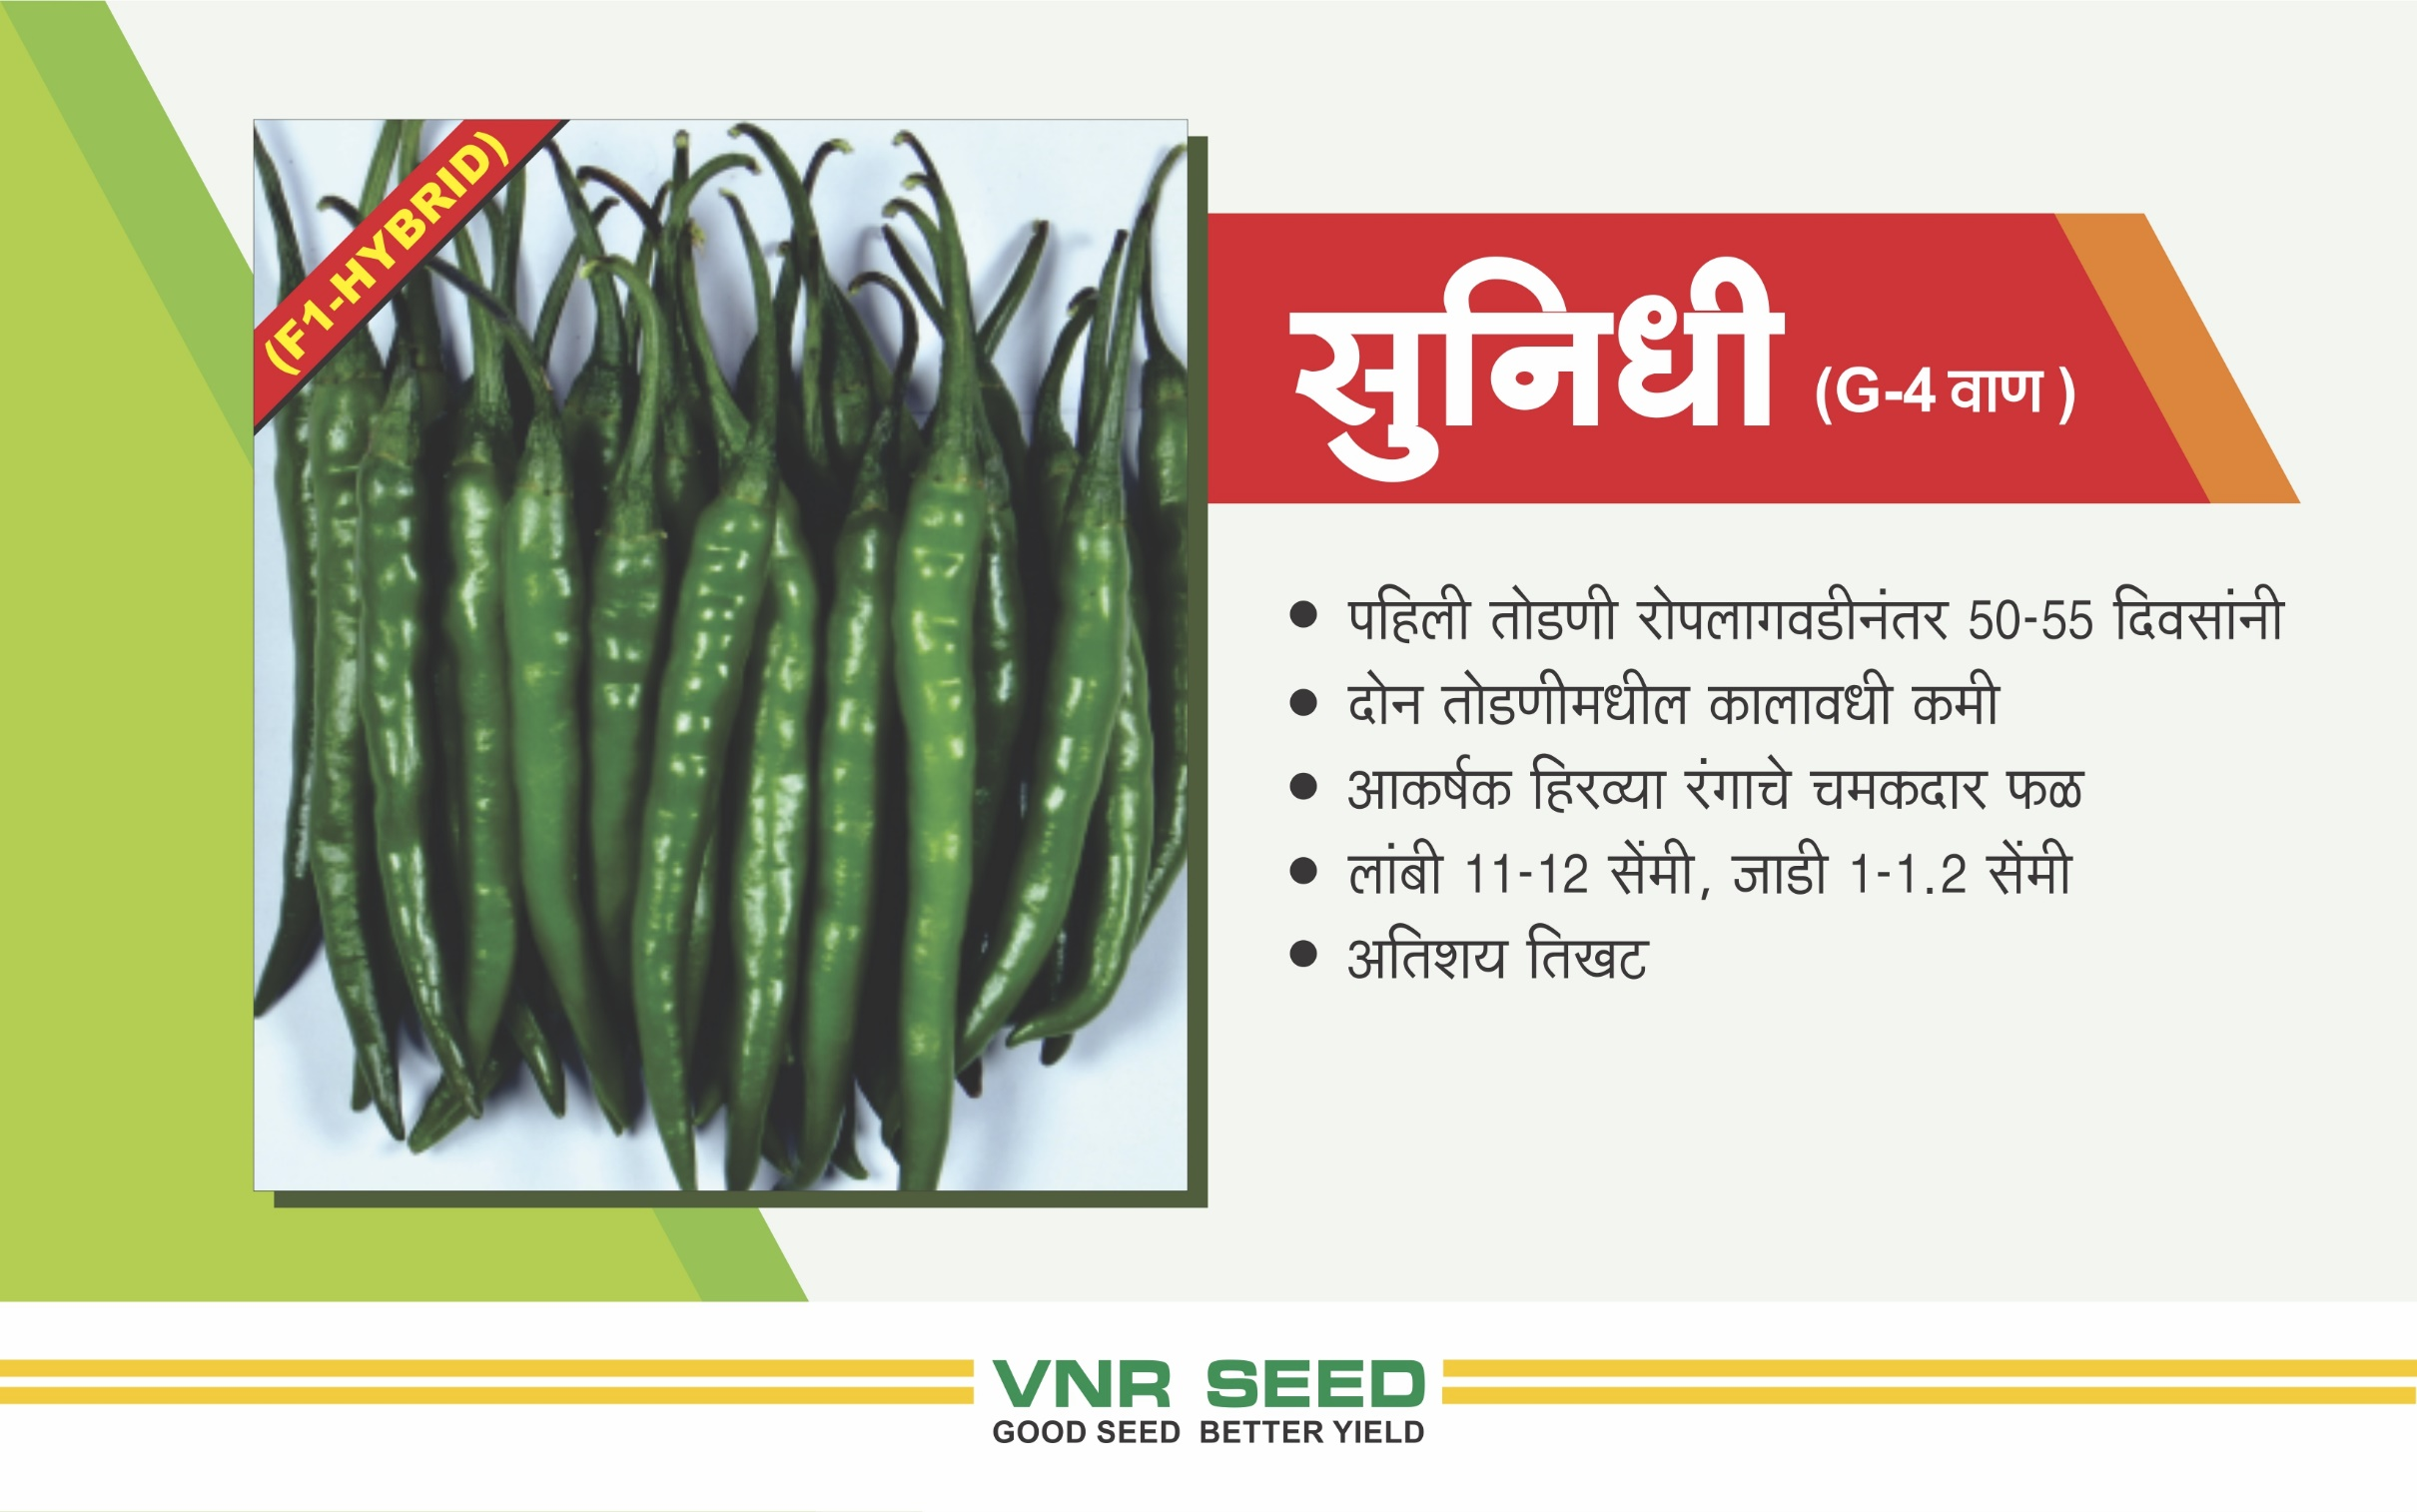 (F1-HYBRID)
सुनिधी (G-4 वाण )
● पहिली तोडणी रोपलागवडीनंतर 50-55 दिवसांनी
● दोन तोडणीमधील कालावधी कमी
● आकर्षक हिरव्या रंगाचे चमकदार फळ
● लांबी 11-12 सेंमी, जाडी 1-1.2 सेंमी
● अतिशय तिखट
VNR SEED
GOOD SEED BETTER YIELD